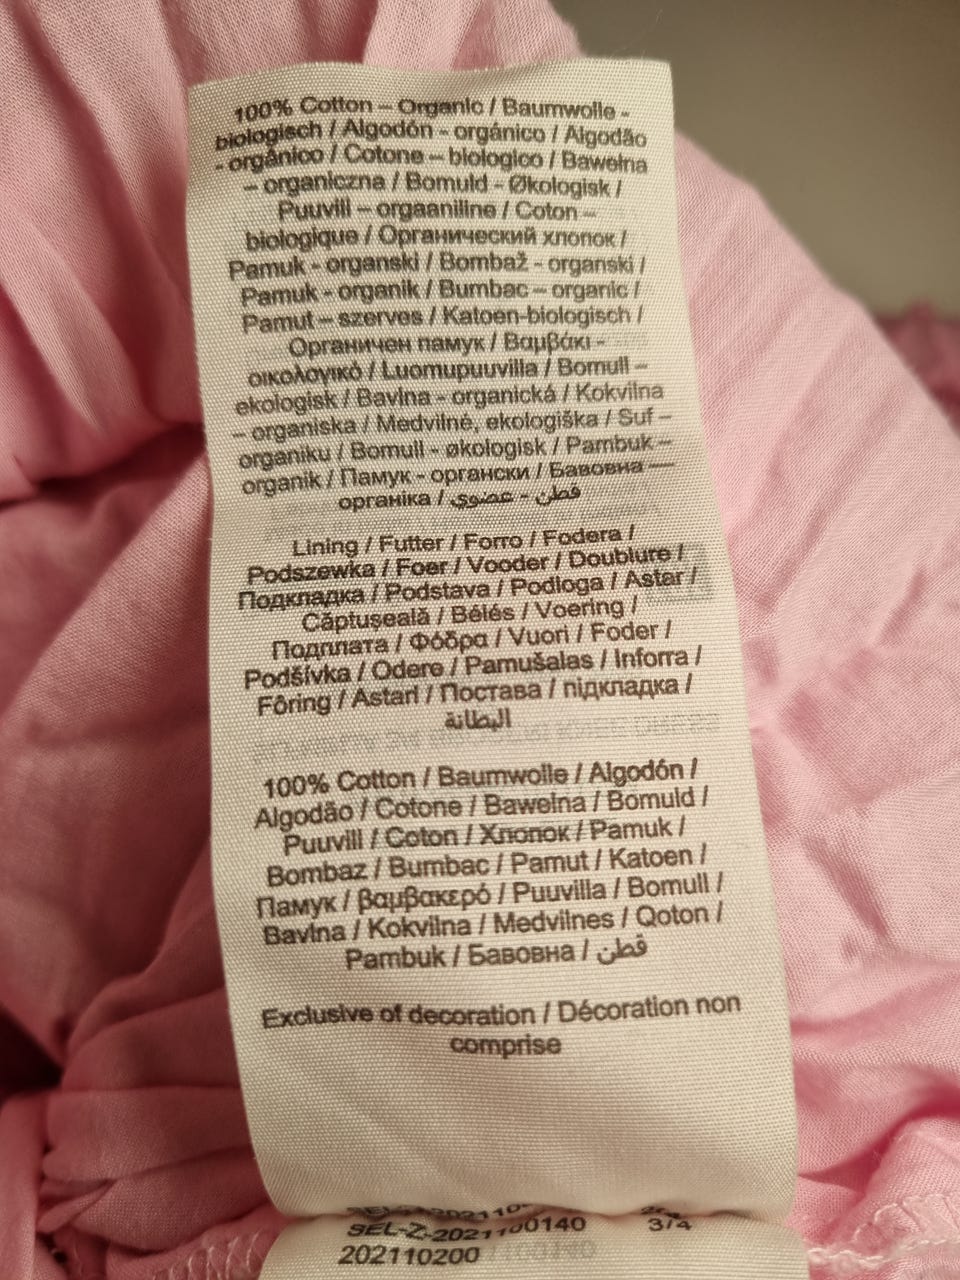 100% Cotton – Organic / Baumwolle -
biologisch / Algodón - orgánico / Algodão
- orgânico / Cotone – biologico / Bawełna
– organiczna / Bomuld - Økologisk /
Puuvill – orgaaniline / Coton –
biologique / Органический хлопок /
Pamuk - organski / Bombaž - organski /
Pamuk - organik / Bumbac – organic /
Pamut – szerves / Katoen-biologisch /
Органичен памук / Βαμβάκι -
οικολογικό / Luomupuuvilla / Bomull –
ekologisk / Bavlna - organická / Kokvilna
– organiska / Medvilnė, ekologiška / Suf –
organiku / Bomull - økologisk / Pambuk –
organik / Памук - органски / Бавовна —
органіка / قطن - عضوي
Lining / Futter / Forro / Fodera /
Podszewka / Foer / Vooder / Doublure /
Подкладка / Podstava / Podloga / Astar /
Căptușeală / Bélés / Voering /
Подплата / Φόδρα / Vuori / Foder /
Podšívka / Odere / Pamušalas / Inforra /
Fôring / Astarl / Постава / підкладка /
البطانة
100% Cotton / Baumwolle / Algodón /
Algodão / Cotone / Bawełna / Bomuld /
Puuvill / Coton / Хлопок / Pamuk /
Bombaz / Bumbac / Pamut / Katoen /
Памук / βαμβακερό / Puuvilla / Bomull /
Bavlna / Kokvilna / Medvilnes / Qoton /
Pambuk / Бавовна / قطن
Exclusive of decoration / Décoration non
comprise
SEL-Z-2021100140 3/4
202110200